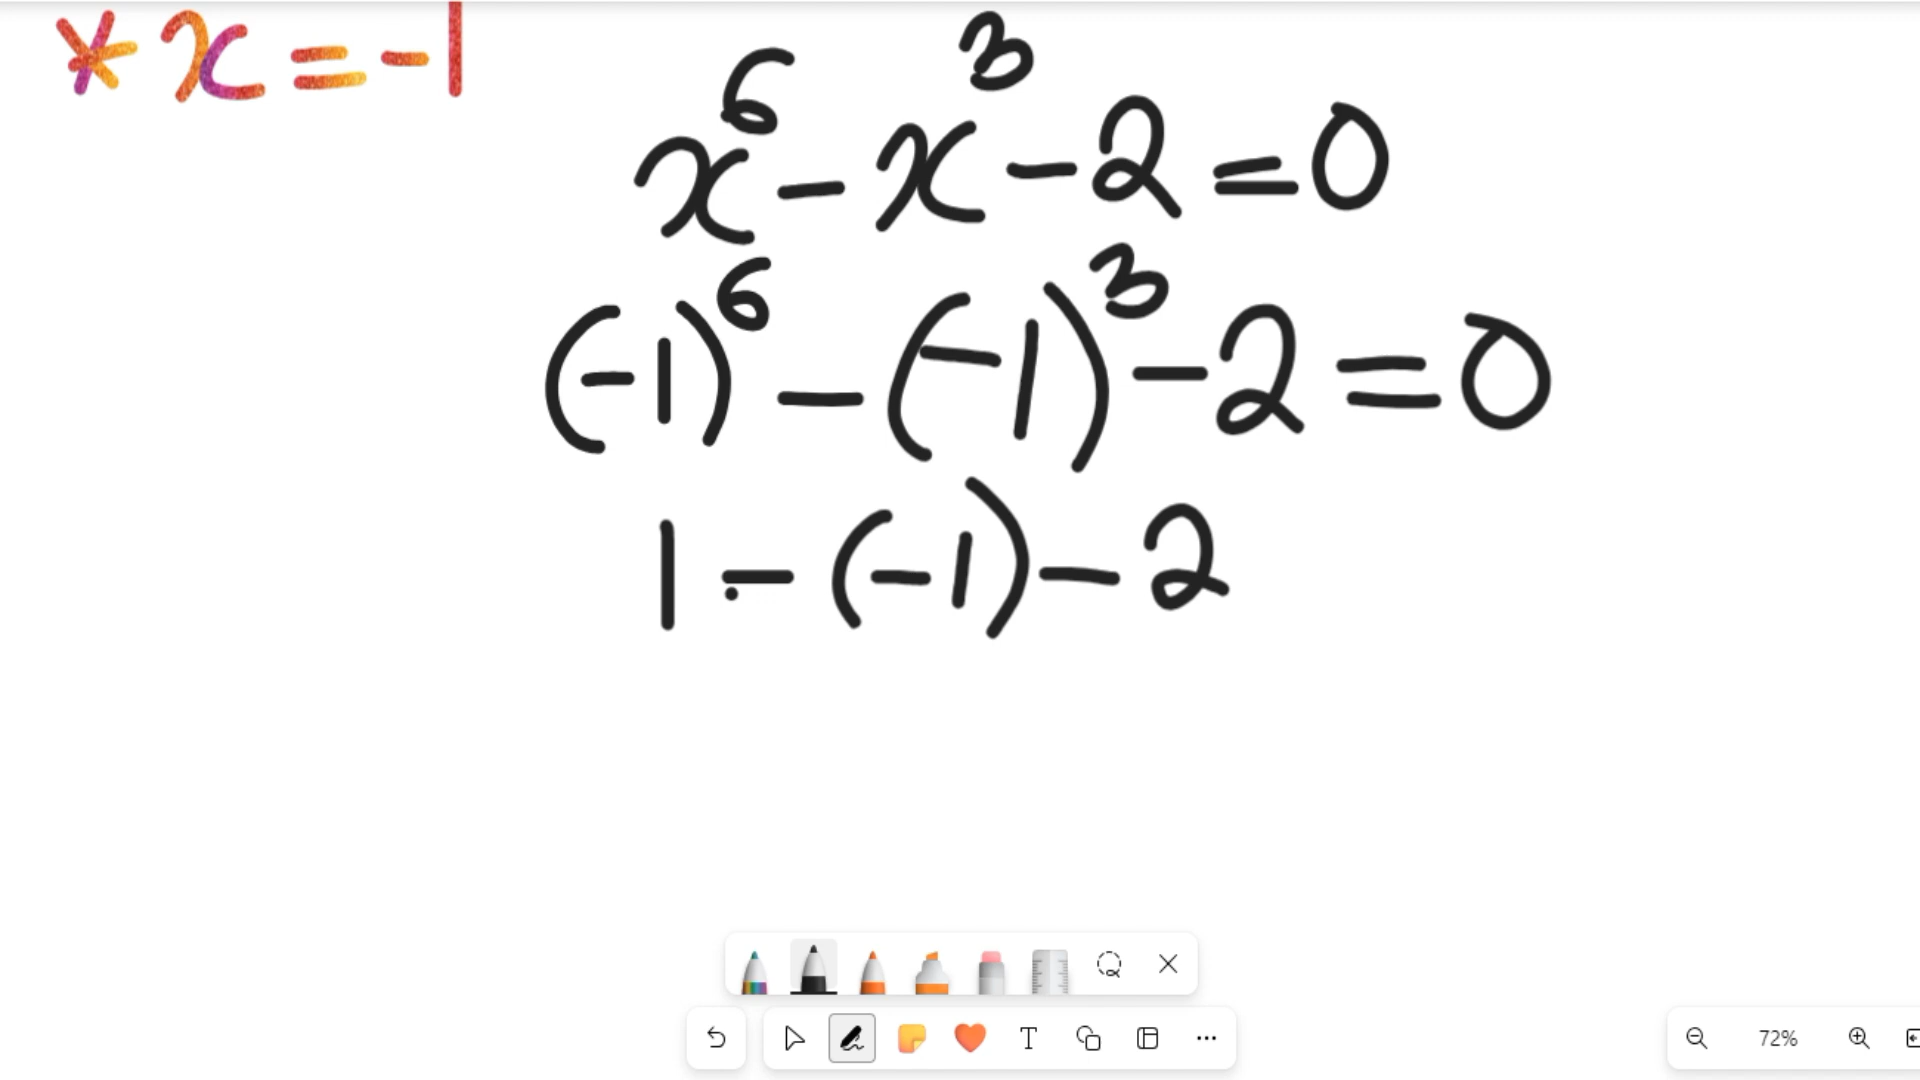 * x = -1
x⁶ - x³ - 2 = 0
(-1)⁶ - (-1)³ - 2 = 0
1 - (-1) - 2
T
72%